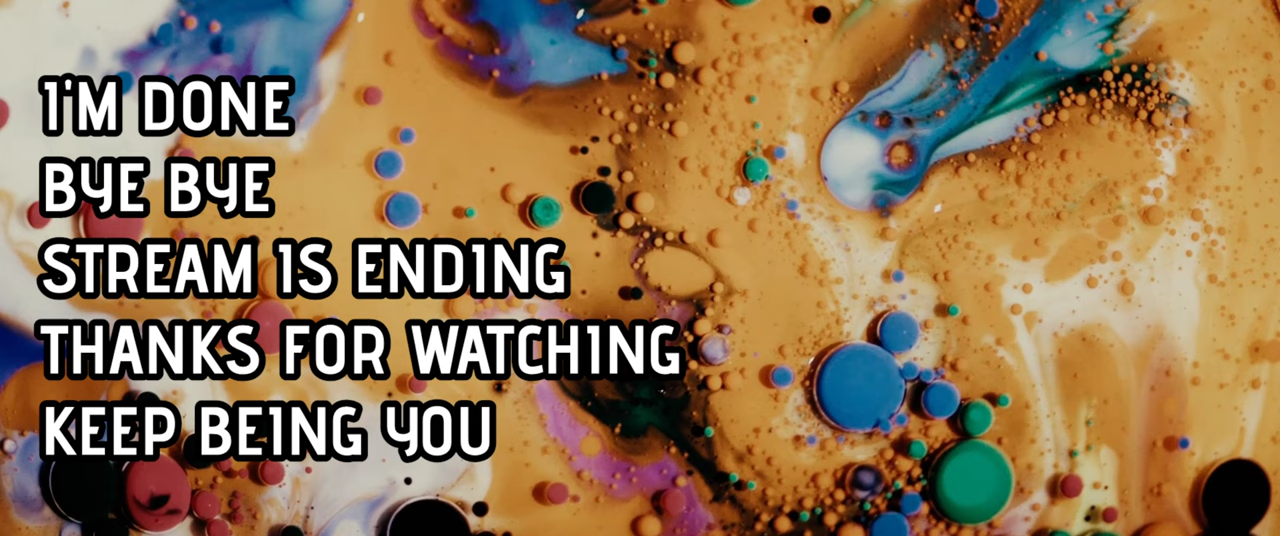 I'M DONE
BYE BYE
STREAM IS ENDING
THANKS FOR WATCHING
KEEP BEING YOU